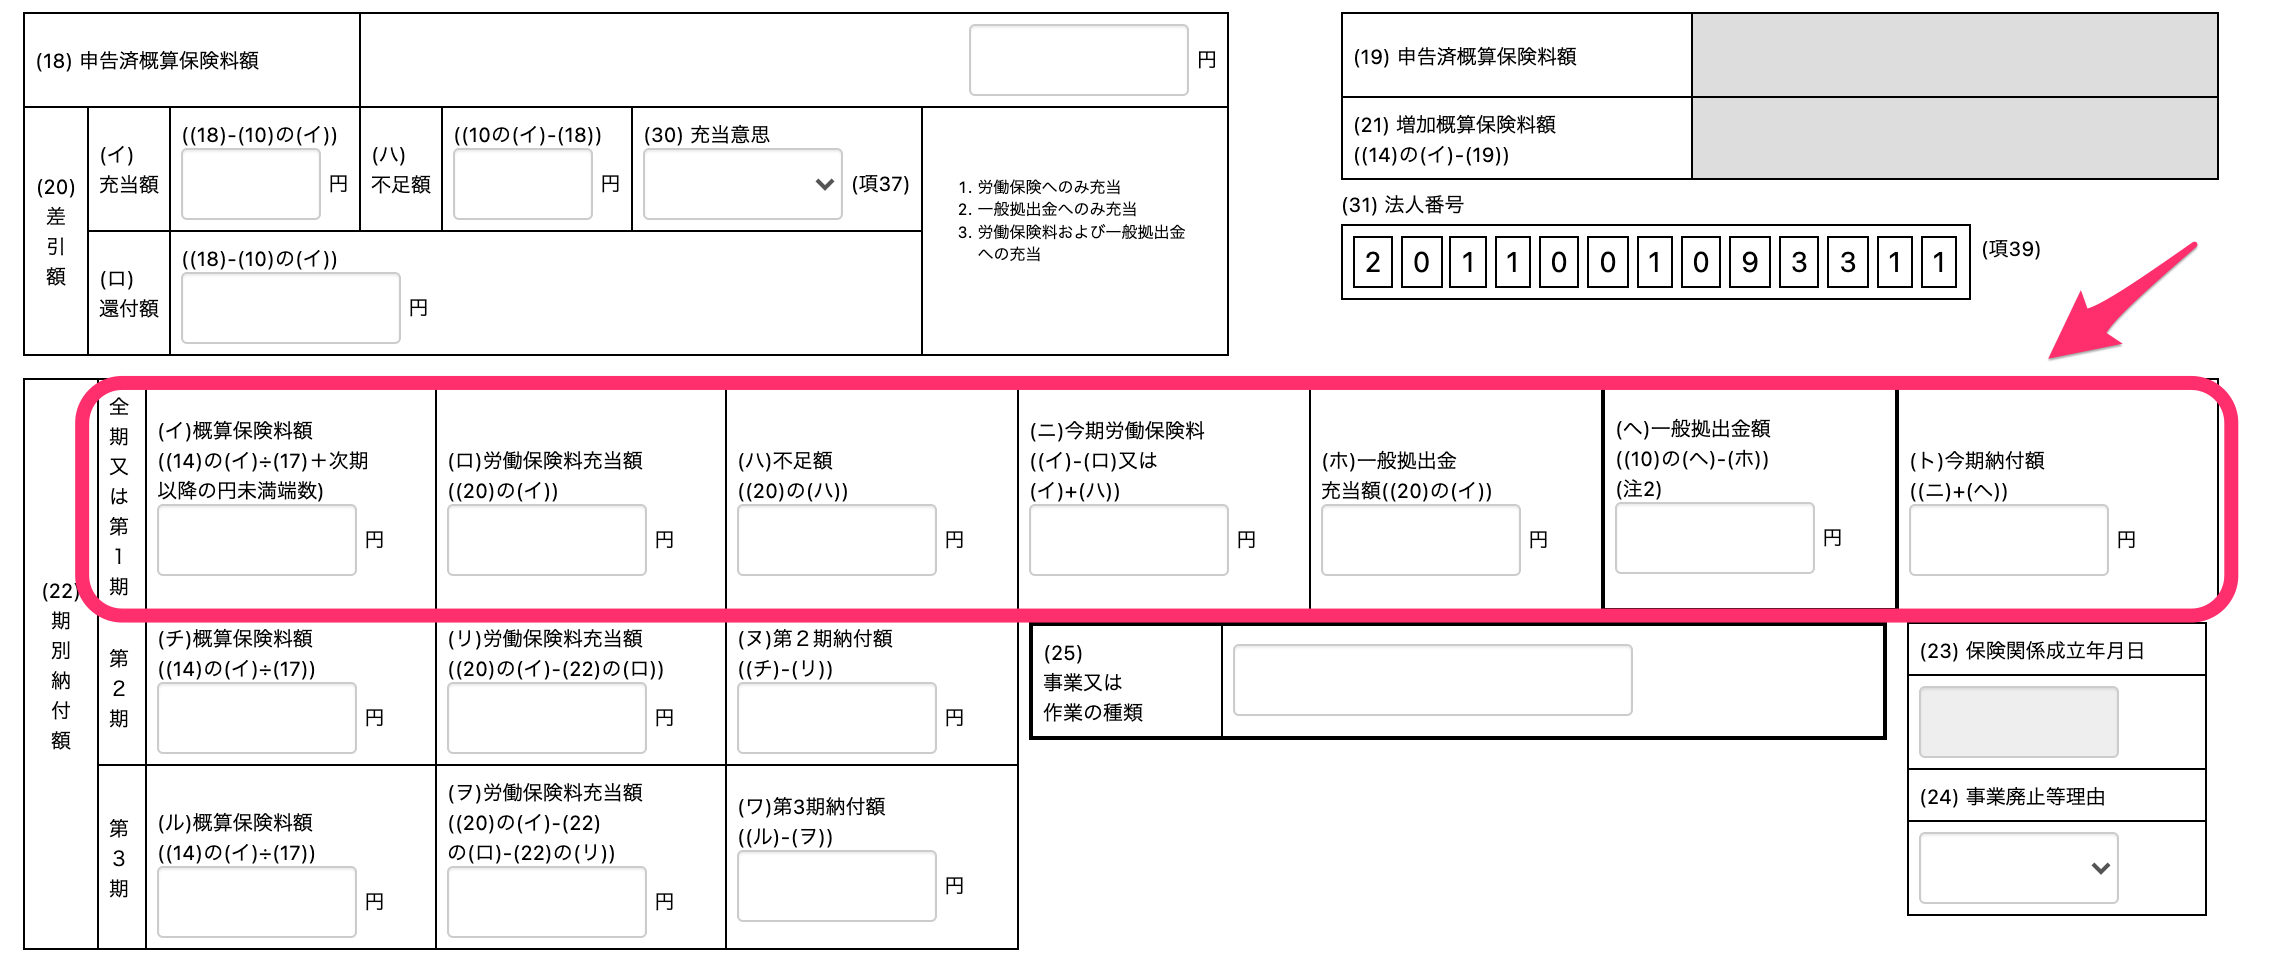 (18) 申告済概算保険料額
円
(20)
差
引
額
(イ)
充当額
((18)-(10)の(イ))
円
(ハ)
不足額
((10の(イ)-(18))
円
(30) 充当意思
(項37)
1. 労働保険へのみ充当
2. 一般拠出金へのみ充当
3. 労働保険料および一般拠出金
への充当
(ロ)
還付額
((18)-(10)の(イ))
円
(19) 申告済概算保険料額
(21) 増加概算保険料額
((14)の(イ)-(19))
(31) 法人番号
2 0 1 1 0 0 1 0 9 3 3 1 1
(項39)
(22)
期
別
納
付
額
全
期
又
は
第
1
期
(イ)概算保険料額
((14)の(イ)÷(17)＋次期
以降の円未満端数)
円
(ロ)労働保険料充当額
((20)の(イ))
円
(ハ)不足額
((20)の(ハ))
円
(ニ)今期労働保険料
((イ)-(ロ)又は
(イ)+(ハ))
円
(ホ)一般拠出金
充当額((20)の(イ))
円
(ヘ)一般拠出金額
((10)の(ヘ)-(ホ))
(注2)
円
(ト)今期納付額
((ニ)+(ヘ))
円
第
2
期
(チ)概算保険料額
((14)の(イ)÷(17))
円
(リ)労働保険料充当額
((20)の(イ)-(22)の(ロ))
円
(ヌ)第２期納付額
((チ)-(リ))
円
(25)
事業又は
作業の種類
(23) 保険関係成立年月日
(24) 事業廃止等理由
第
3
期
(ル)概算保険料額
((14)の(イ)÷(17))
円
(ヲ)労働保険料充当額
((20)の(イ)-(22)
の(ロ)-(22)の(リ))
円
(ワ)第3期納付額
((ル)-(ヲ))
円